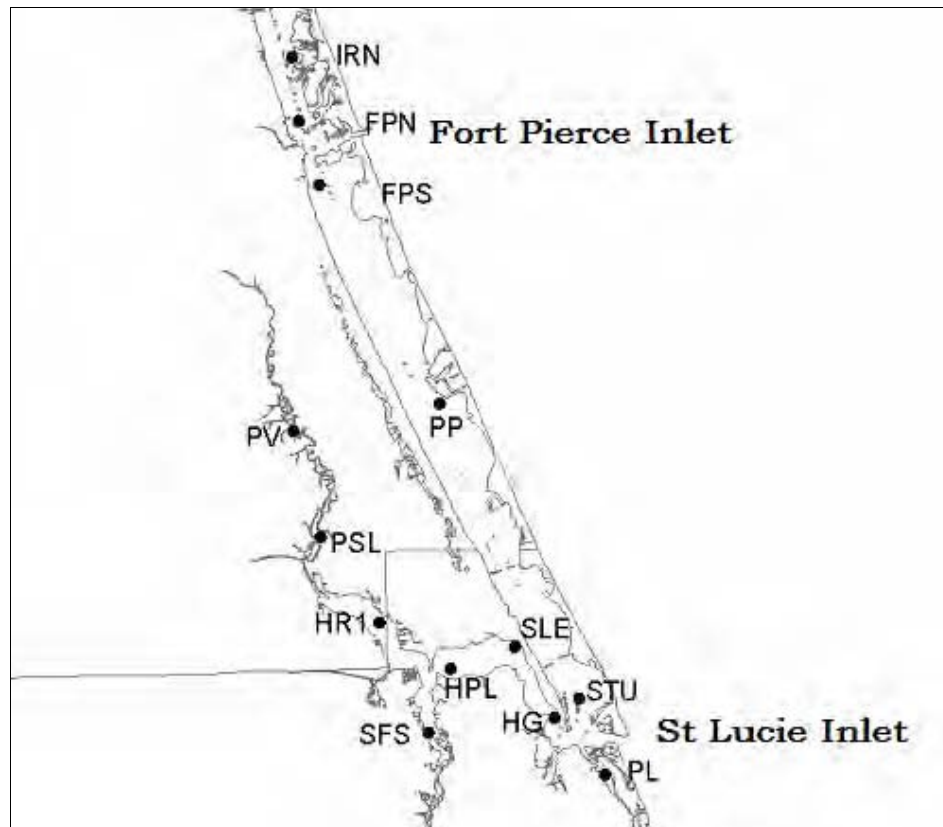 IRN
FPN Fort Pierce Inlet
FPS
PP
PV
PSL
HR1
SLE
HPL
STU
HG
SFS
St Lucie Inlet
PL